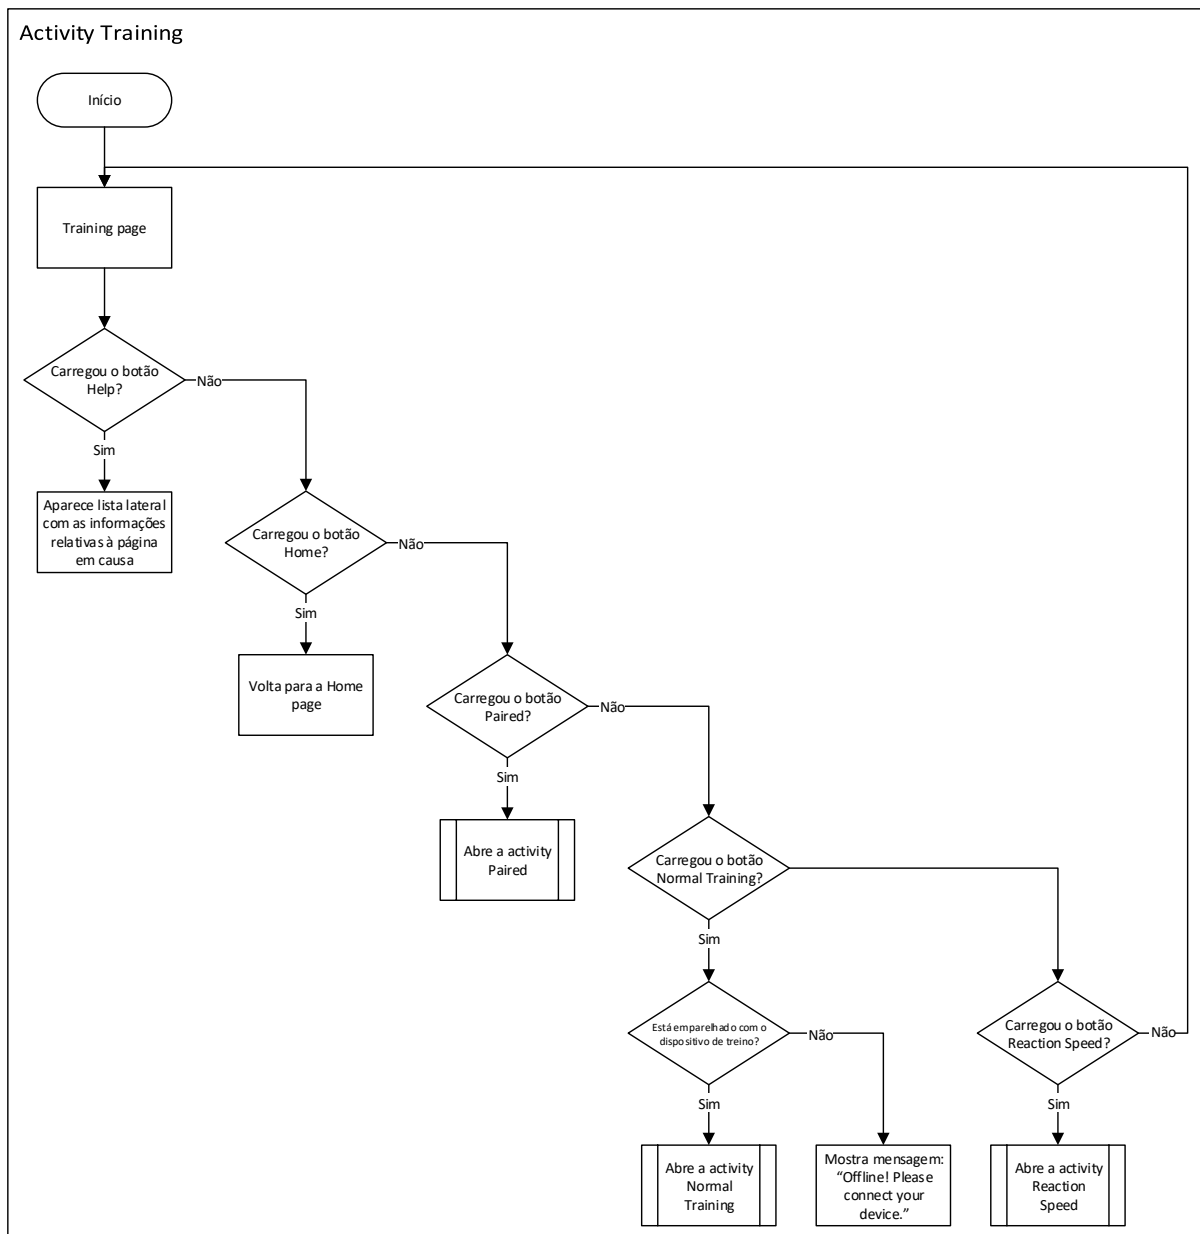 Activity Training
Início
Training page
Carregou o botão
Help?
Não
Sim
Aparece lista lateral
com as informações
relativas à página
em causa
Carregou o botão
Home?
Não
Sim
Volta para a Home
page
Carregou o botão
Paired?
Não
Sim
Abre a activity
Paired
Carregou o botão
Normal Training?
Sim
Está emparelhado com o
dispositivo de treino?
Não
Sim
Abre a activity
Normal
Training
Mostra mensagem:
“Offline! Please
connect your
device.”
Carregou o botão
Reaction Speed?
Não
Sim
Abre a activity
Reaction
Speed